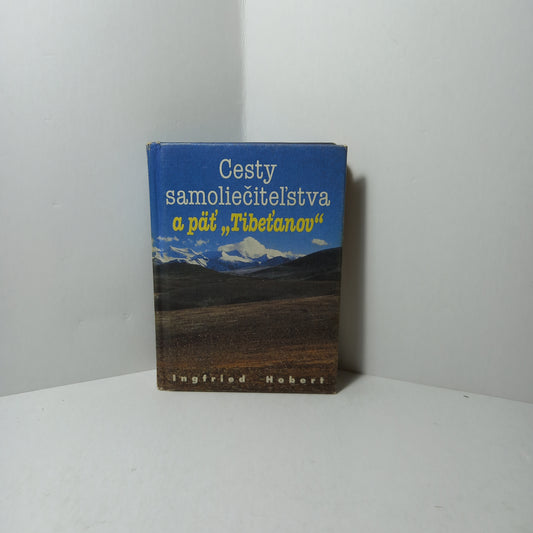 Cesty
samoliečiteľstva
a päť „Tibeťanov“
Ingfried Hobert